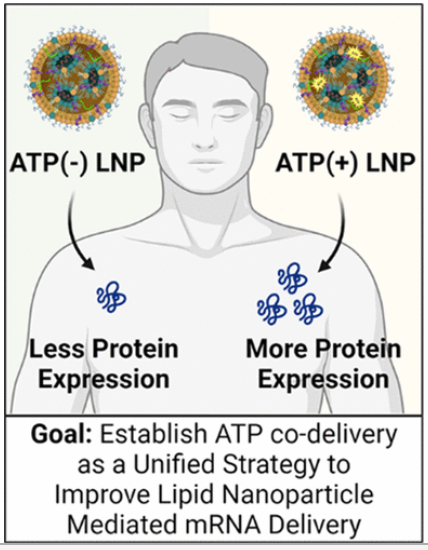 ATP(-) LNP
ATP(+) LNP
Less Protein
Expression
More Protein
Expression
Goal: Establish ATP co-delivery
as a Unified Strategy to
Improve Lipid Nanoparticle
Mediated mRNA Delivery